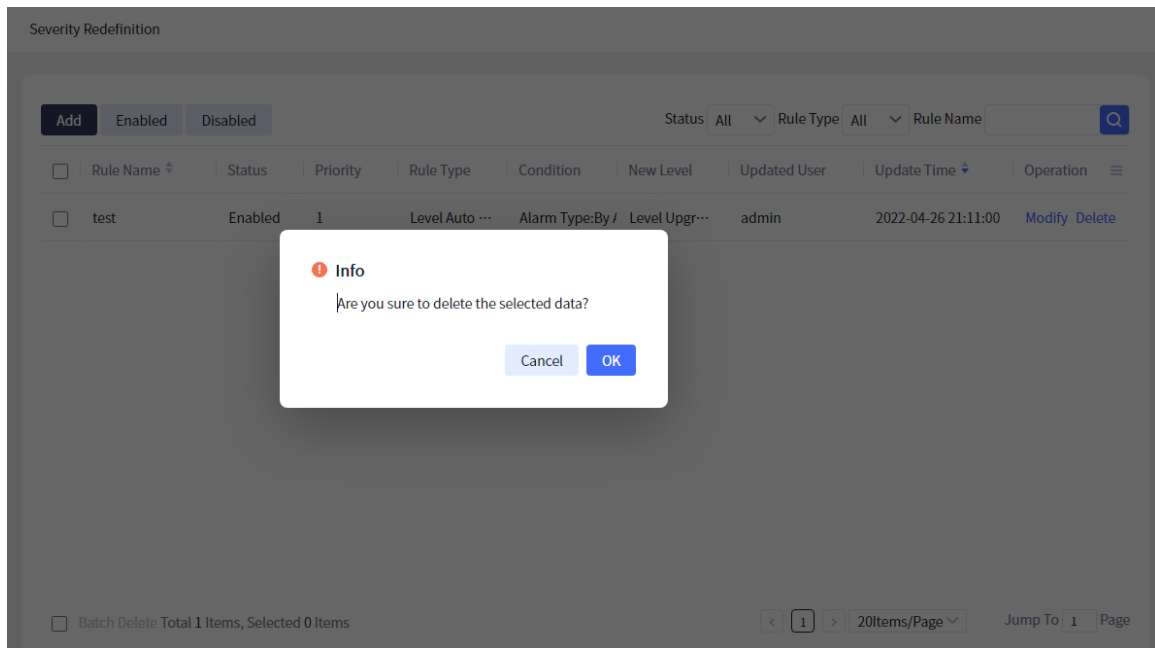 Severity Redefinition
Add Enabled Disabled Status All Rule Type All Rule Name
Rule Name Status Priority Rule Type Condition New Level Updated User Update Time Operation
test Enabled 1 Level Auto ··· Alarm Type:By Level Upgr··· admin 2022-04-26 21:11:00 Modify Delete
Info
Are you sure to delete the selected data?
Cancel OK
Batch Delete Total 1 Items, Selected 0 Items < 1 > 20Items/Page Jump To 1 Page